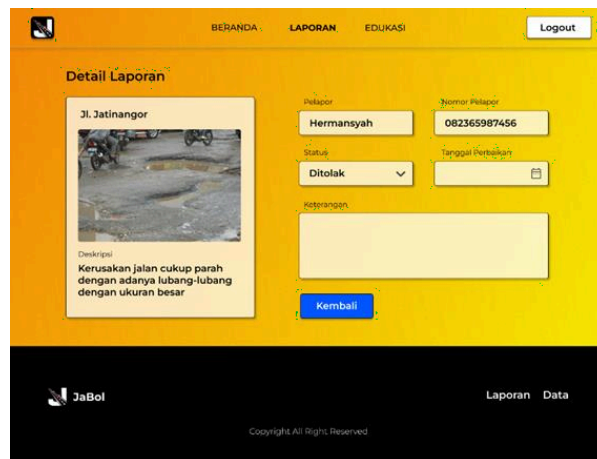 BERANDA LAPORAN EDUKASI Logout
Detail Laporan
Jl. Jatinangor
Deskripsi
Kerusakan jalan cukup parah
dengan adanya lubang-lubang
dengan ukuran besar
Pelapor Nomor Pelapor
Hermansyah 082365987456
Status Tanggal Perbaikan
Ditolak
Keterangan
Kembali
JaBol Laporan Data
Copyright All Right Reserved